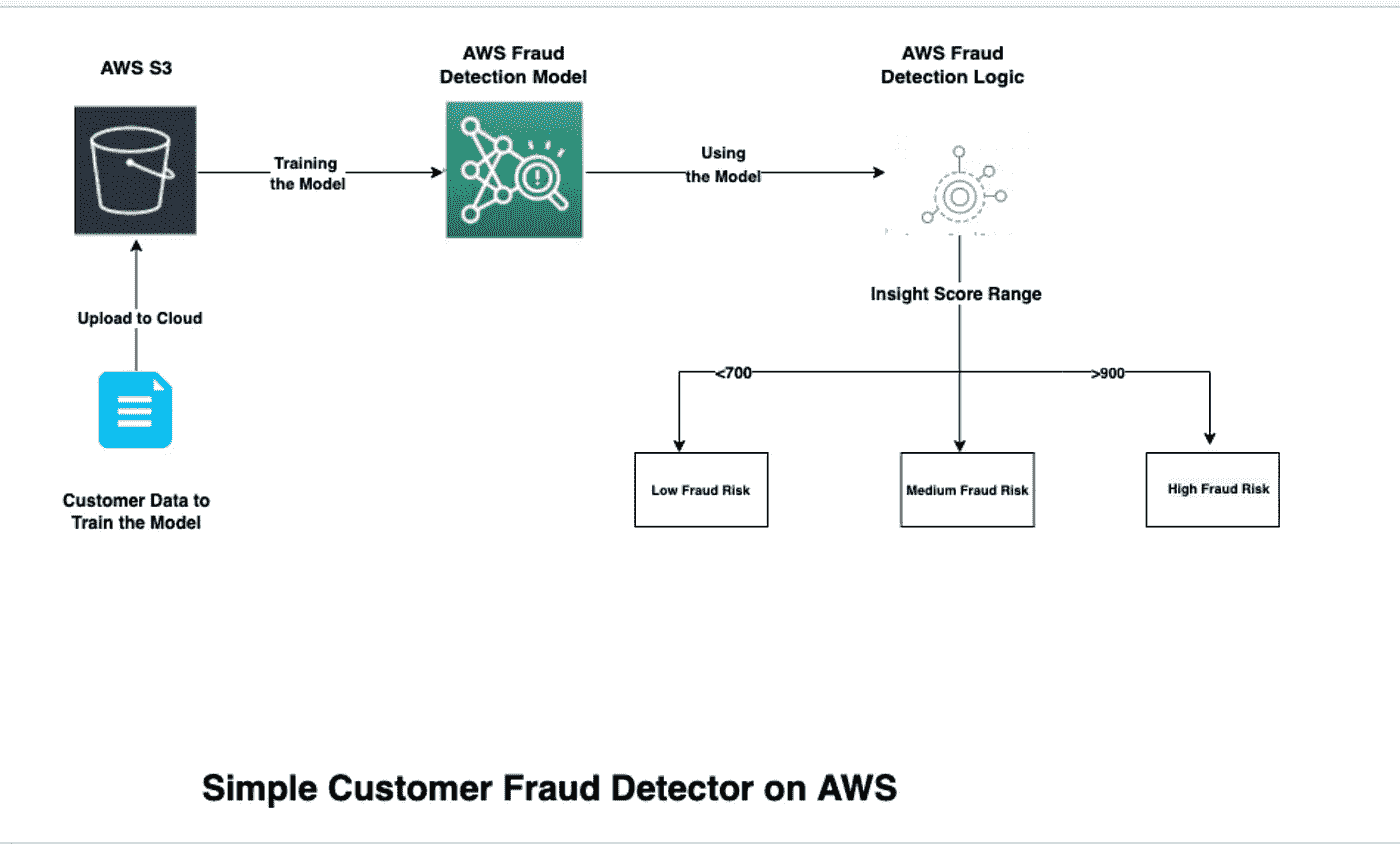 AWS S3
AWS Fraud
Detection Model
AWS Fraud
Detection Logic
Training
the Model
Using
the Model
Upload to Cloud
Insight Score Range
<700
>900
Low Fraud Risk
Medium Fraud Risk
High Fraud Risk
Customer Data to
Train the Model
Simple Customer Fraud Detector on AWS